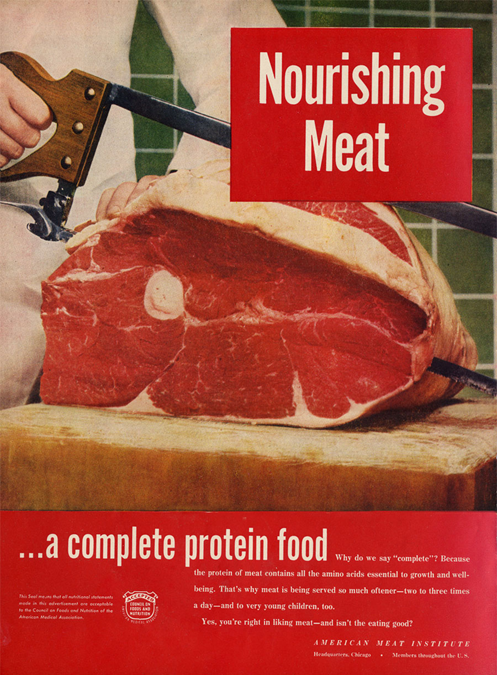 Nourishing
Meat
...a complete protein food
Why do we say "complete"? Because
the protein of meat contains all the amino acids essential to growth and well-
being. That's why meat is being served so much oftener—two to three times
a day—and to very young children, too.
Yes, you're right in liking meat—and isn't the eating good?
This Seal means that all nutritional statements
made in this advertisement are acceptable
to the Council on Foods and Nutrition of the
American Medical Association.
ACCEPTED
COUNCIL ON
FOODS AND
NUTRITION
AMERICAN MEAT INSTITUTE
Headquarters, Chicago • Members throughout the U. S.